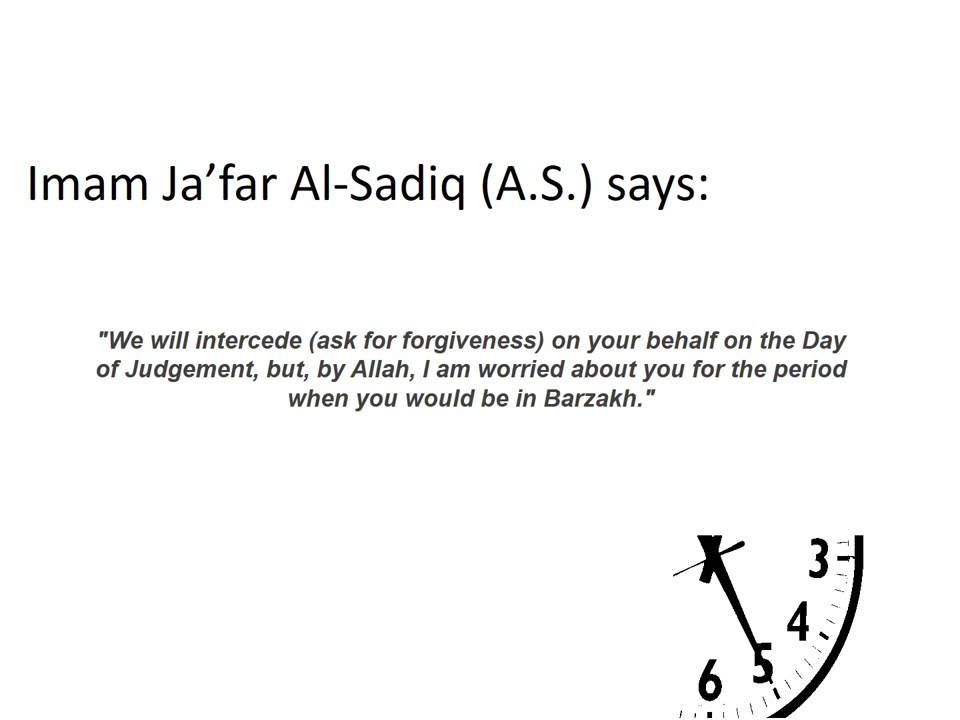 Imam Ja’far Al-Sadiq (A.S.) says:
"We will intercede (ask for forgiveness) on your behalf on the Day
of Judgement, but, by Allah, I am worried about you for the period
when you would be in Barzakh."
3
4
5
6